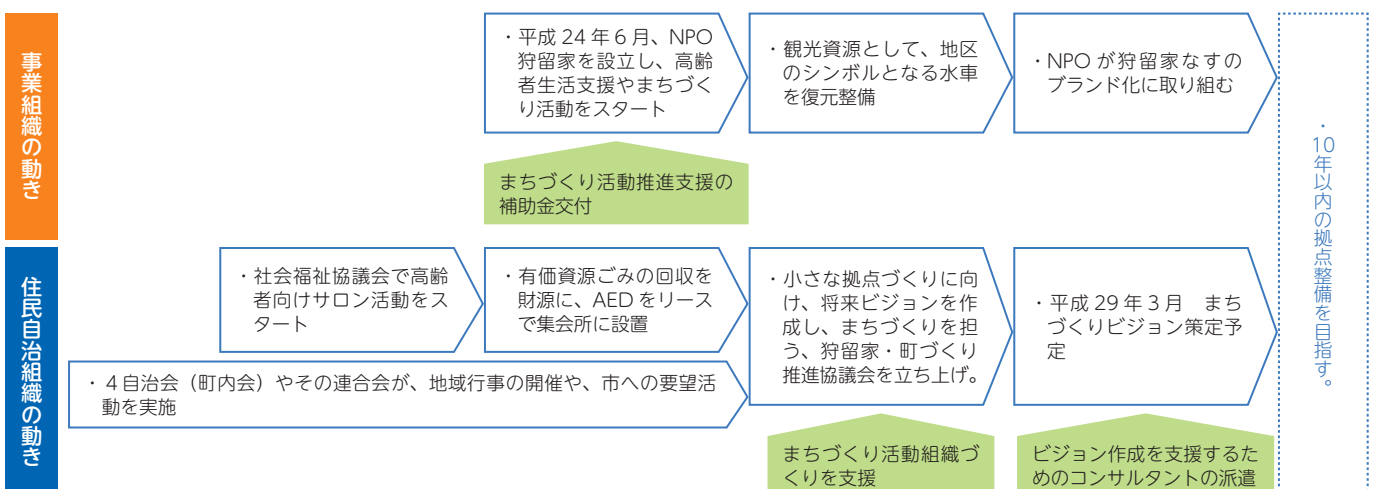 事業組織の動き
・平成 24 年 6 月、NPO
狩留家を設立し、高齢
者生活支援やまちづく
り活動をスタート
・観光資源として、地区
のシンボルとなる水車
を復元整備
・NPO が狩留家なすの
ブランド化に取り組む
まちづくり活動推進支援の
補助金交付
・10年以内の拠点整備を目指す。
住民自治組織の動き
・社会福祉協議会で高齢
者向けサロン活動をス
タート
・有価資源ごみの回収を
財源に、AED をリース
で集会所に設置
・小さな拠点づくりに向
け、将来ビジョンを作
成し、まちづくりを担
う、狩留家・町づくり
推進協議会を立ち上げ。
・平成 29 年 3 月　まち
づくりビジョン策定予
定
・４自治会（町内会）やその連合会が、地域行事の開催や、市への要望活
動を実施
まちづくり活動組織づ
くりを支援
ビジョン作成を支援するた
めのコンサルタントの派遣